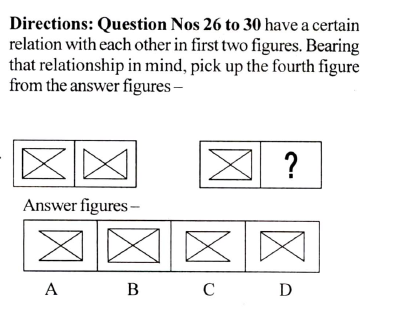 Directions: Question Nos 26 to 30 have a certain
relation with each other in first two figures. Bearing
that relationship in mind, pick up the fourth figure
from the answer figures –
?
Answer figures –
A B C D